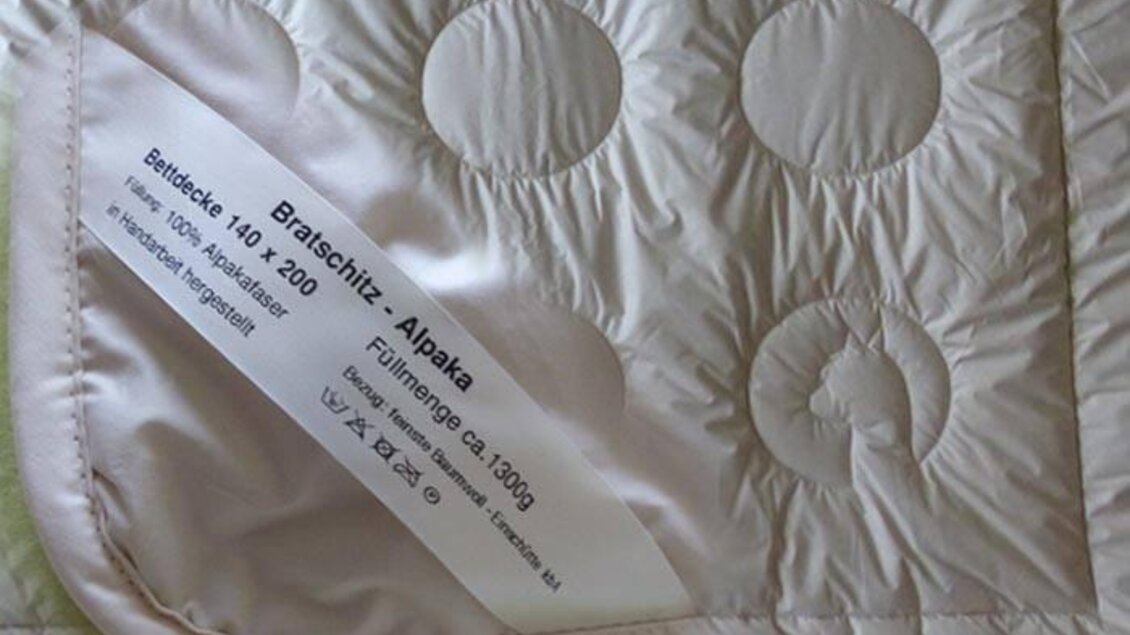 Bratschitz - Alpaka
Bettdecke 140 x 200
Füllmenge ca.1300g
Füllung: 100% Alpakafaser
Bezug: feinste Baumwoll - Einschütte kbA
in Handarbeit hergestellt